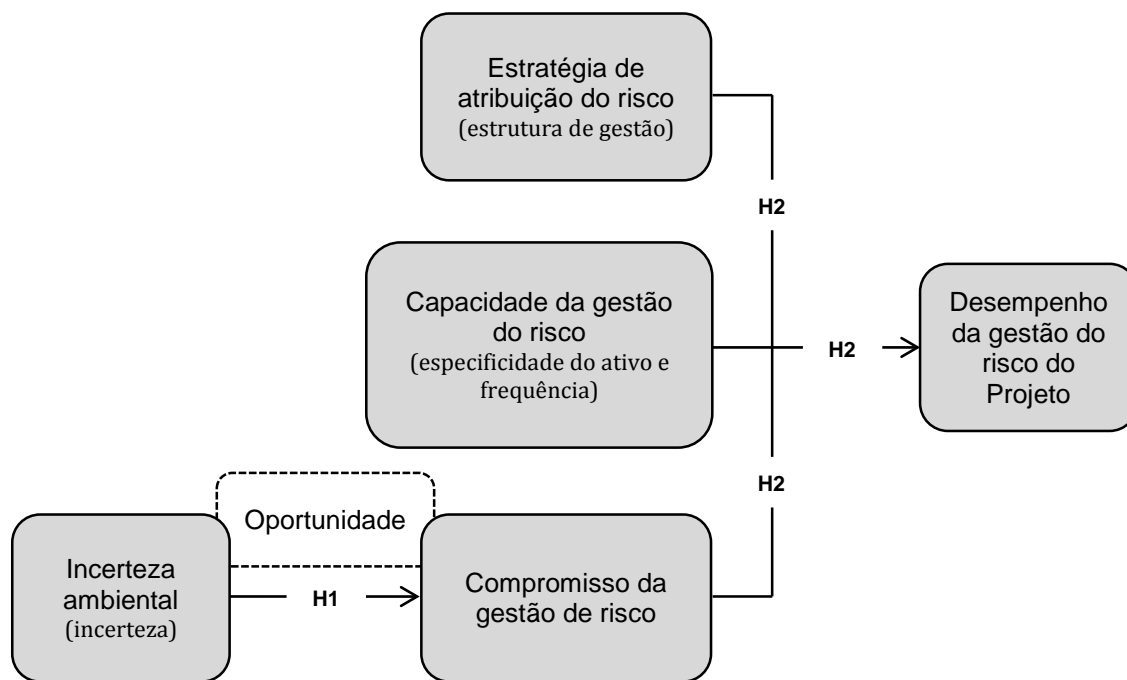 Estratégia de
atribuição do risco
(estrutura de gestão)
H2
Capacidade da gestão
do risco
(especificidade do ativo e
frequência)
H2
Desempenho
da gestão do
risco do
Projeto
H2
Oportunidade
Incerteza
ambiental
(incerteza)
H1
Compromisso da
gestão de risco